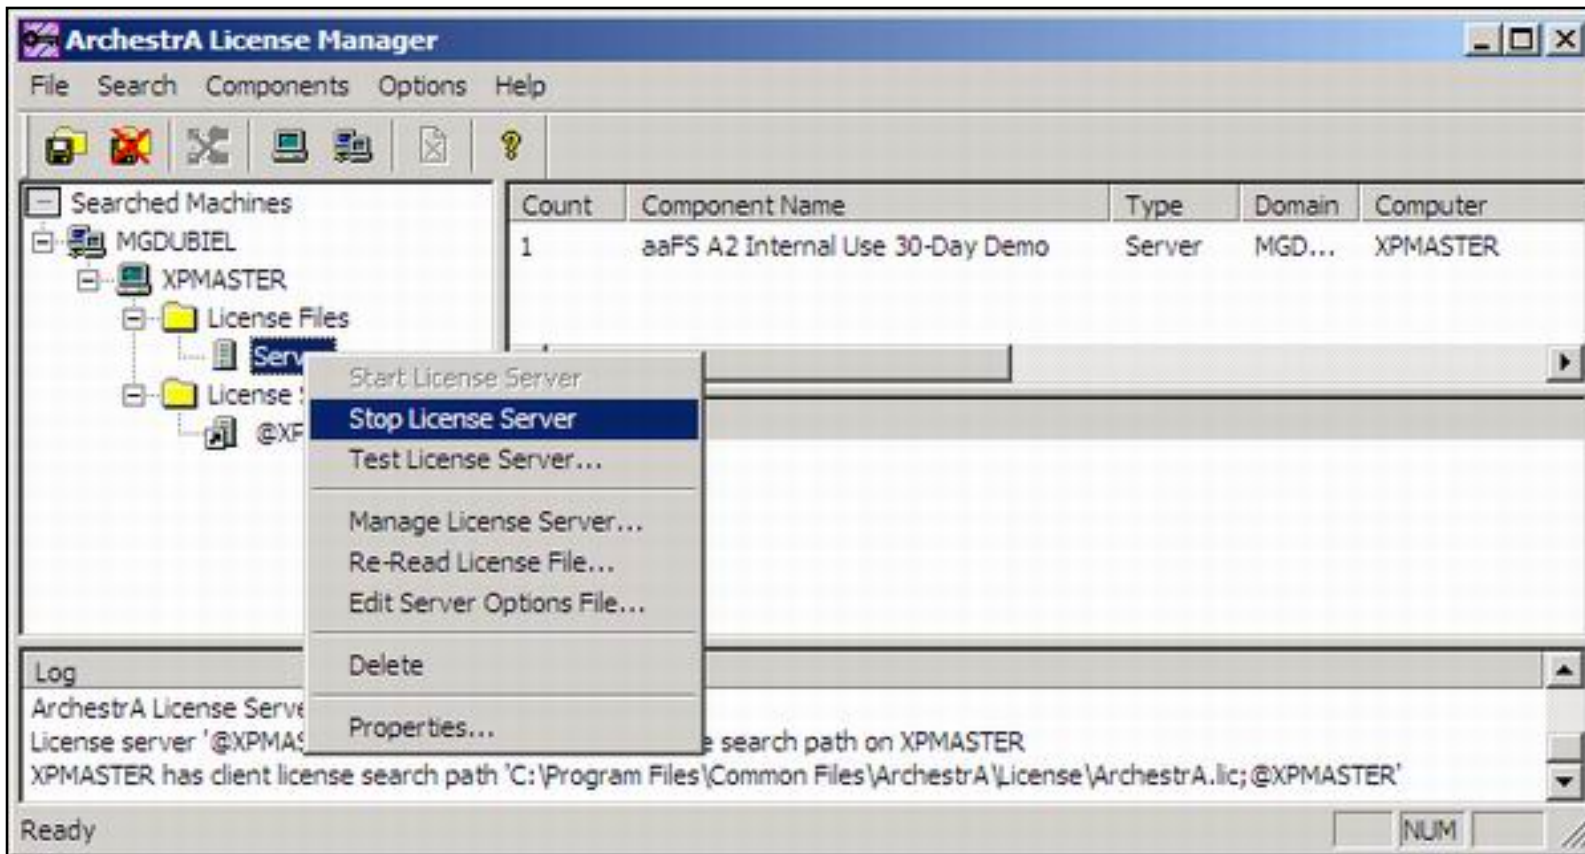 ArchestrA License Manager
File Search Components Options Help
Searched Machines
MGDUBIEL
XPMASTER
License Files
Serv
License
@XP
Count Component Name Type Domain Computer
1 aaFS A2 Internal Use 30-Day Demo Server MGD... XPMASTER
Start License Server
Stop License Server
Test License Server...
Manage License Server...
Re-Read License File...
Edit Server Options File...
Delete
Properties...
Log
ArchestrA License Serve
License server '@XPMAS e search path on XPMASTER
XPMASTER has client license search path 'C:\Program Files\Common Files\ArchestrA\License\ArchestrA.lic;@XPMASTER'
Ready NUM